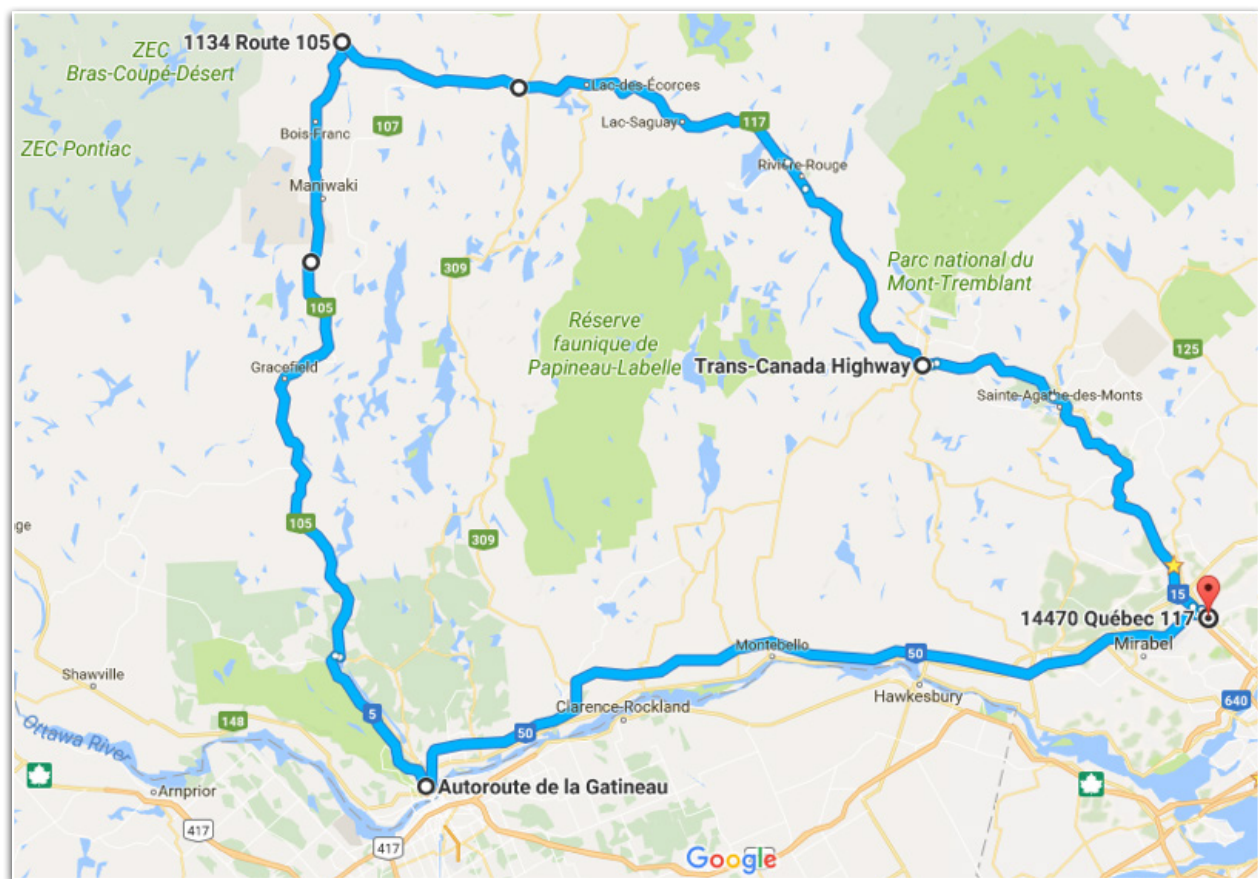 1134 Route 105
ZEC
Bras-Coupé-Désert
Lac-des-Écorces
Lac-Saguay
117
107
Bois-Franc
ZEC Pontiac
Rivière-Rouge
Maniwaki
Parc national du
Mont-Tremblant
309
105
Réserve
faunique de
Papineau-Labelle
125
Gracefield
Trans-Canada Highway
Sainte-Agathe-des-Monts
105
309
15
14470 Québec 117
Montebello
50
Mirabel
Shawville
Hawkesbury
640
148
5
Clarence-Rockland
50
Ottawa River
Autoroute de la Gatineau
Arnprior
417
417
Google